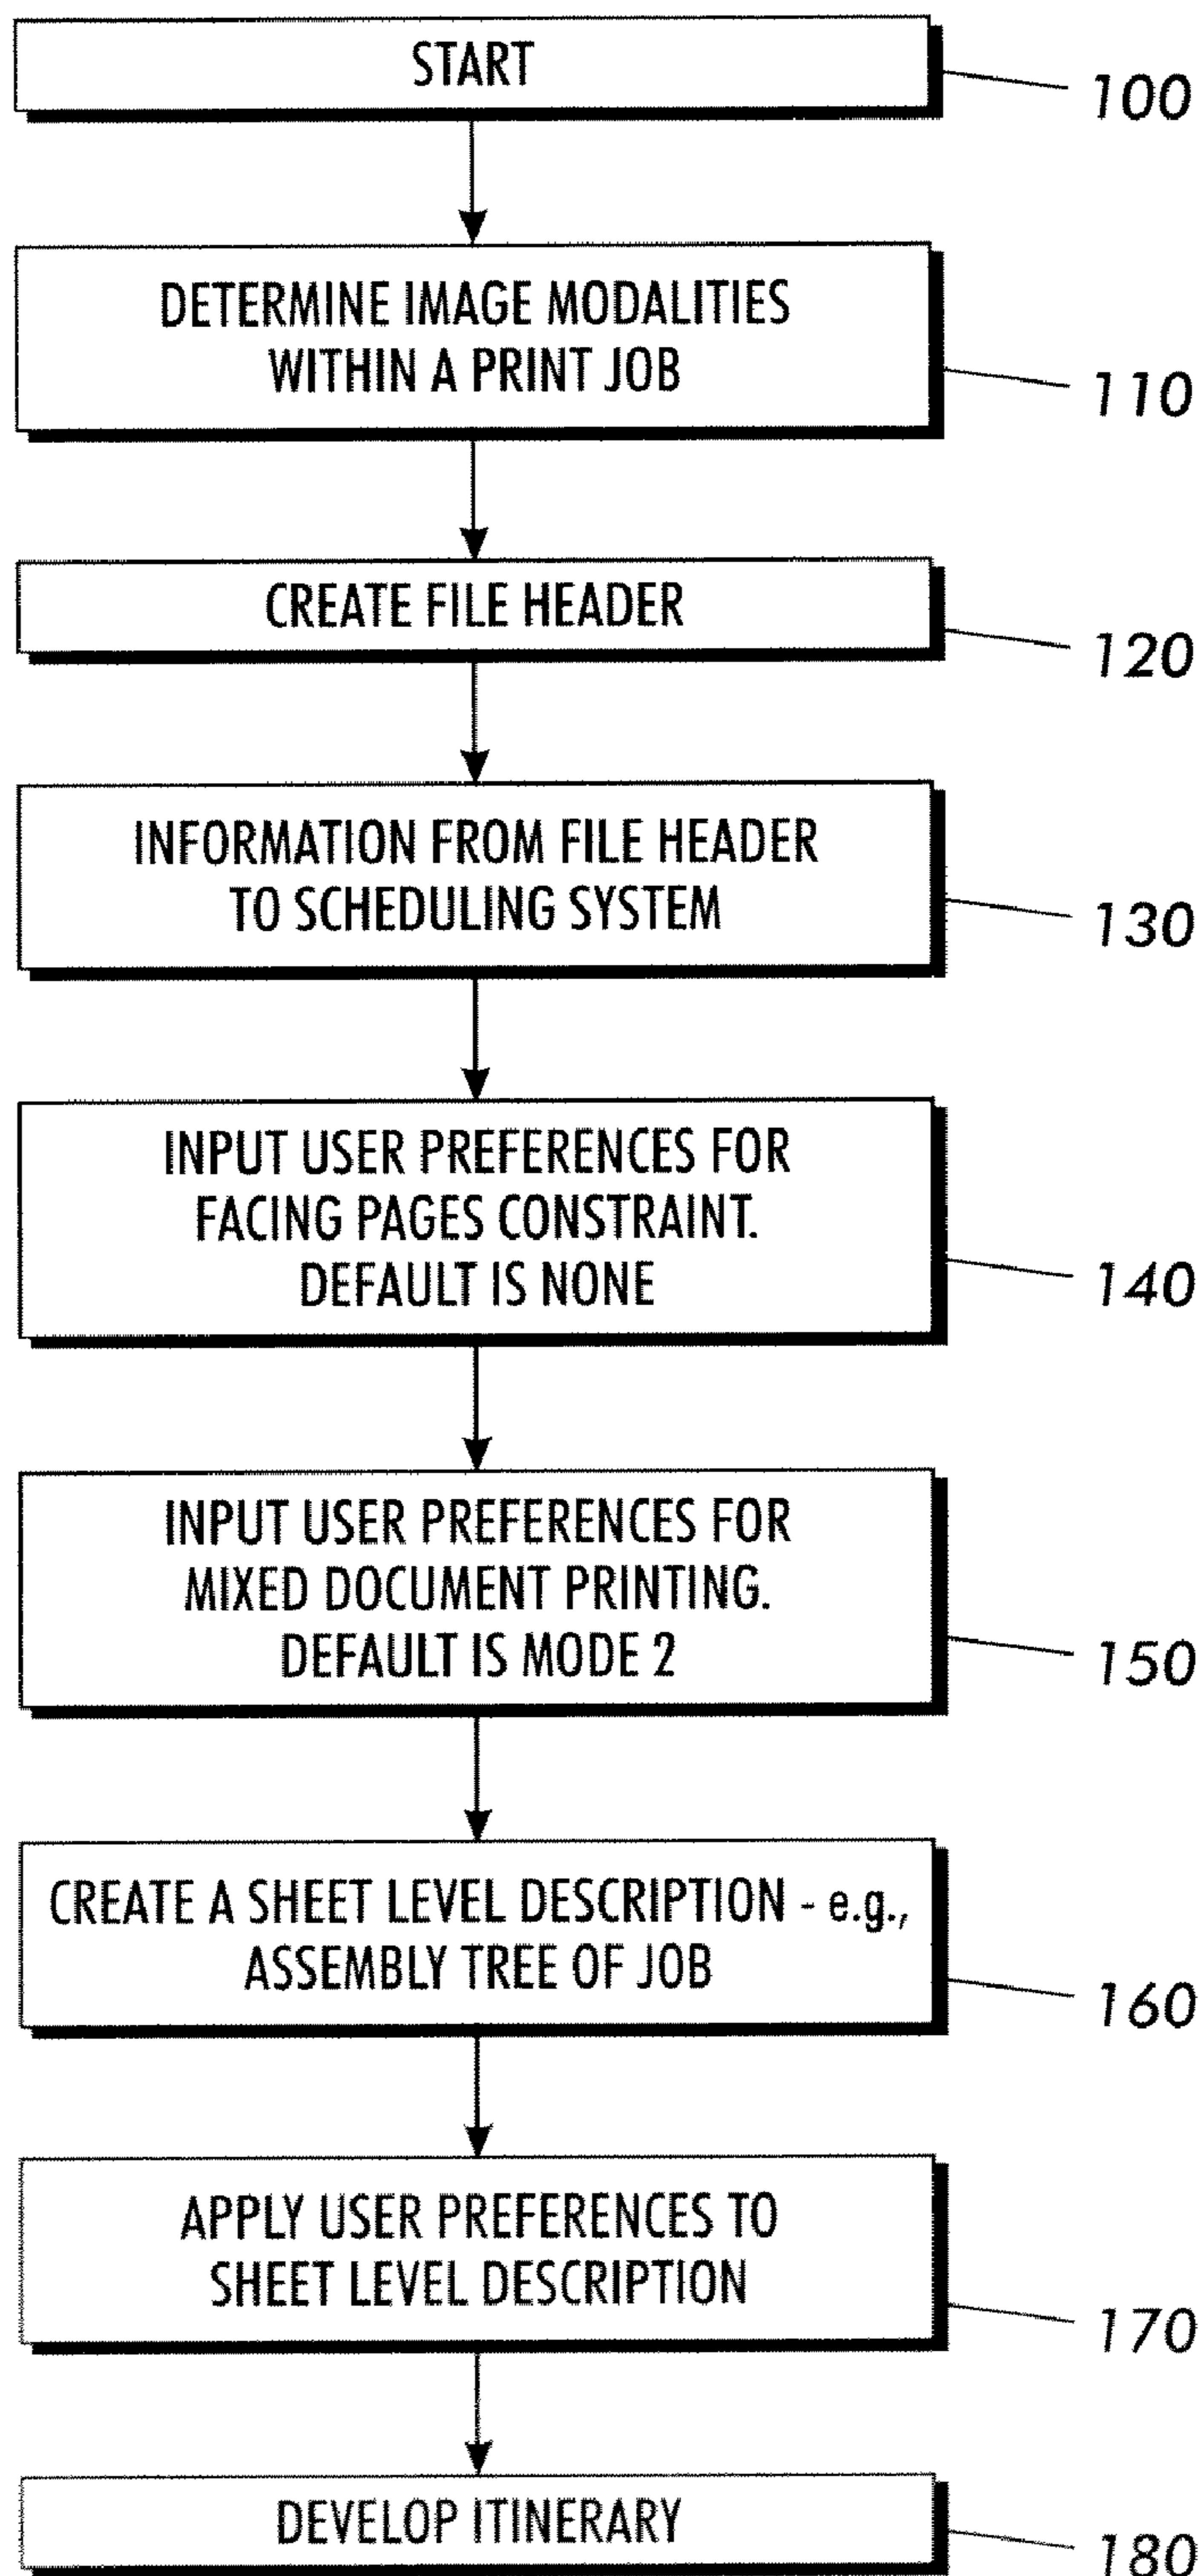 START
100
DETERMINE IMAGE MODALITIES
WITHIN A PRINT JOB
110
CREATE FILE HEADER
120
INFORMATION FROM FILE HEADER
TO SCHEDULING SYSTEM
130
INPUT USER PREFERENCES FOR
FACING PAGES CONSTRAINT.
DEFAULT IS NONE
140
INPUT USER PREFERENCES FOR
MIXED DOCUMENT PRINTING.
DEFAULT IS MODE 2
150
CREATE A SHEET LEVEL DESCRIPTION - e.g.,
ASSEMBLY TREE OF JOB
160
APPLY USER PREFERENCES TO
SHEET LEVEL DESCRIPTION
170
DEVELOP ITINERARY
180